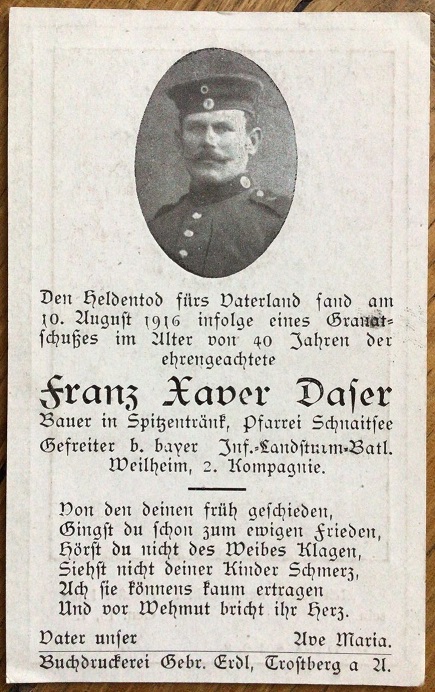 Den Heldentod fürs Vaterland fand am
10. August 1916 infolge eines Granat-
schußes im Alter von 40 Jahren der
ehrengeachtete
Franz Xaver Daser
Bauer in Spitzentränk, Pfarrei Schnaitsee
Gefreiter b. bayer Inf.-Landsturm-Batl.
Weilheim, 2. Kompagnie.
Von den deinen früh geschieden,
Gingst du schon zum ewigen Frieden,
Hörst du nicht des Weibes Klagen,
Siehst nicht deiner Kinder Schmerz,
Ach sie könnens kaum ertragen
Und vor Wehmut bricht ihr Herz.
Vater unser Ave Maria.
Buchdruckerei Gebr. Erdl, Trostberg a A.